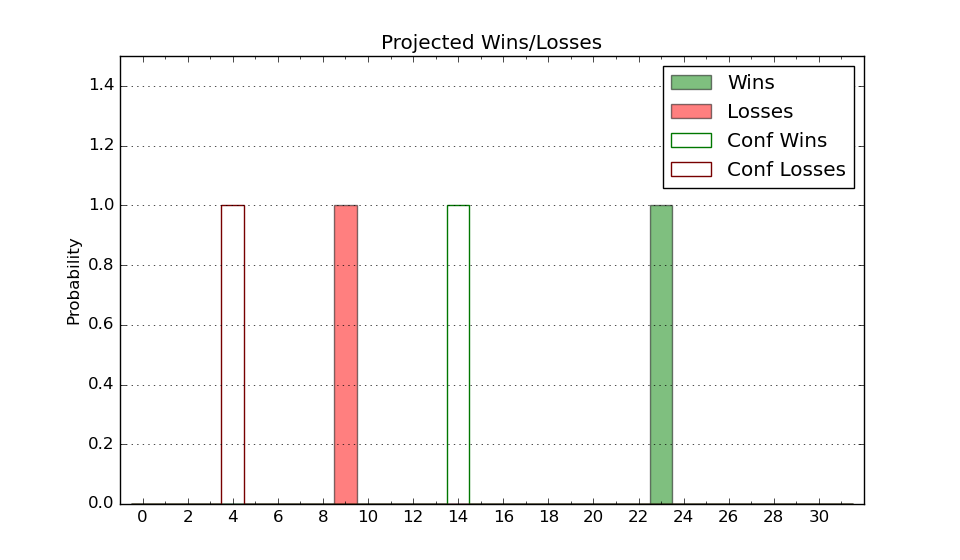 Projected Wins/Losses
Wins
Losses
Conf Wins
Conf Losses
Probability
1.4
1.2
1.0
0.8
0.6
0.4
0.2
0.0
0 2 4 6 8 10 12 14 16 18 20 22 24 26 28 30